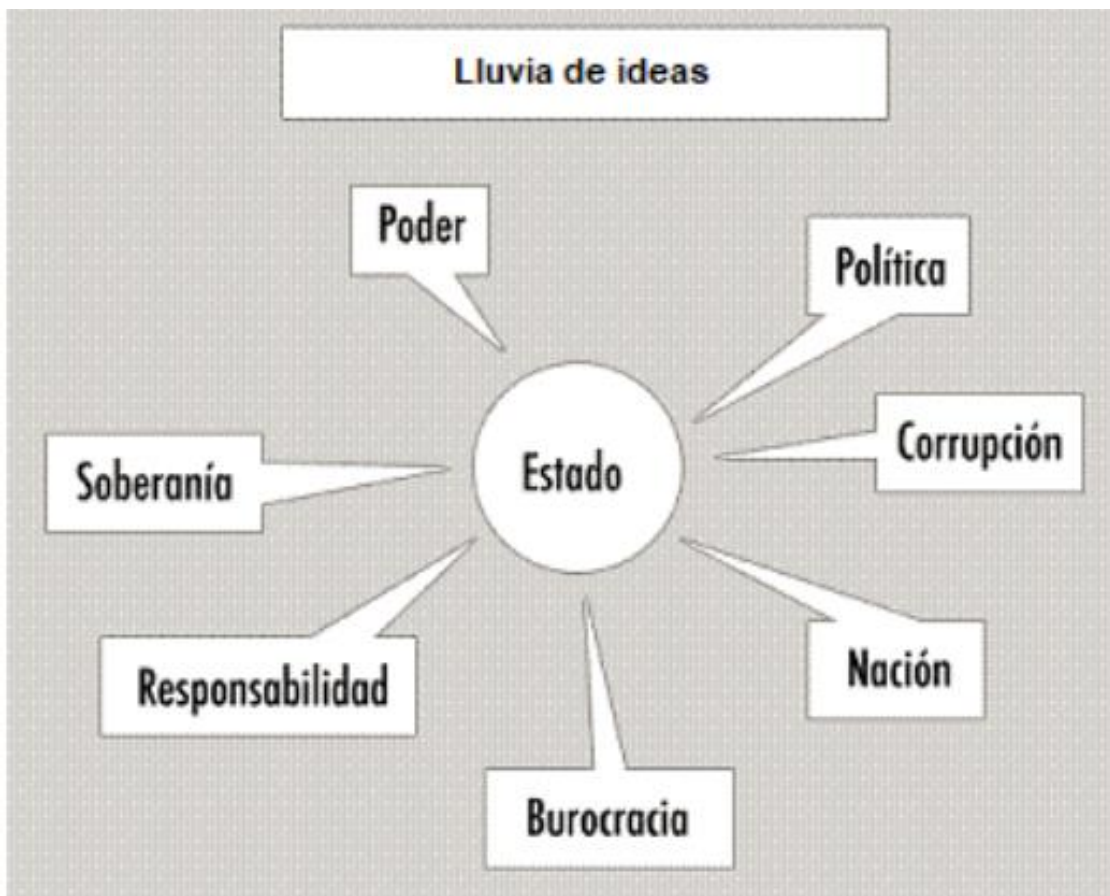 Lluvia de ideas
Poder
Política
Corrupción
Soberanía
Estado
Nación
Responsabilidad
Burocracia